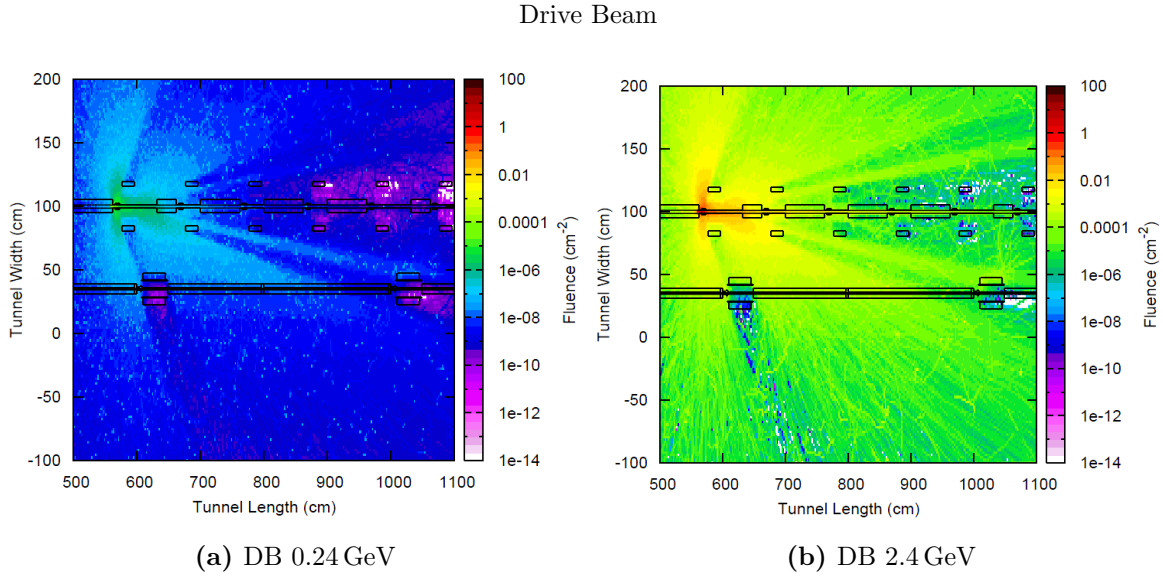 Drive Beam
200
150
100
50
0
-50
-100
500 600 700 800 900 1000 1100
Tunnel Width (cm)
Tunnel Length (cm)
100
1
0.01
0.0001
1e-06
1e-08
1e-10
1e-12
1e-14
Fluence (cm-2)
(a) DB 0.24 GeV
200
150
100
50
0
-50
-100
500 600 700 800 900 1000 1100
Tunnel Width (cm)
Tunnel Length (cm)
100
1
0.01
0.0001
1e-06
1e-08
1e-10
1e-12
1e-14
Fluence (cm-2)
(b) DB 2.4 GeV